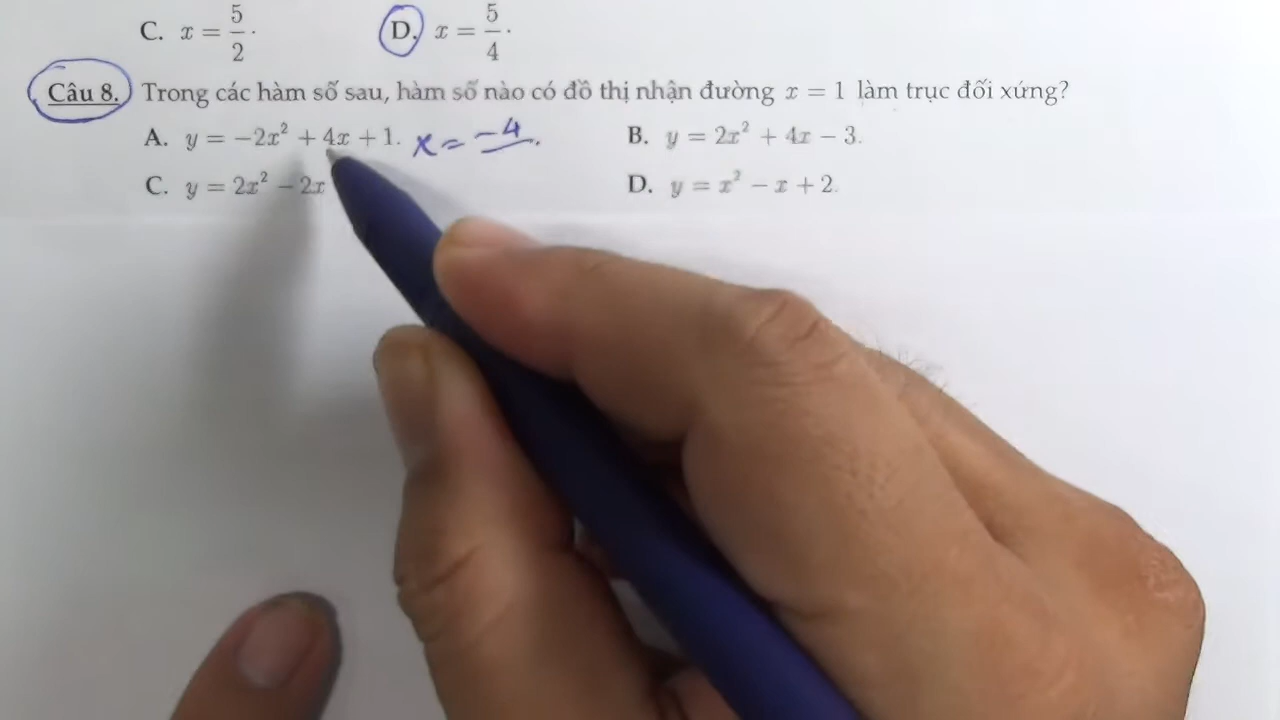 C. x = 5/2. D. x = 5/4.
Câu 8. Trong các hàm số sau, hàm số nào có đồ thị nhận đường x = 1 làm trục đối xứng?
A. y = −2x² + 4x + 1. x = −4 B. y = 2x² + 4x − 3.
C. y = 2x² − 2x D. y = x² − x + 2.